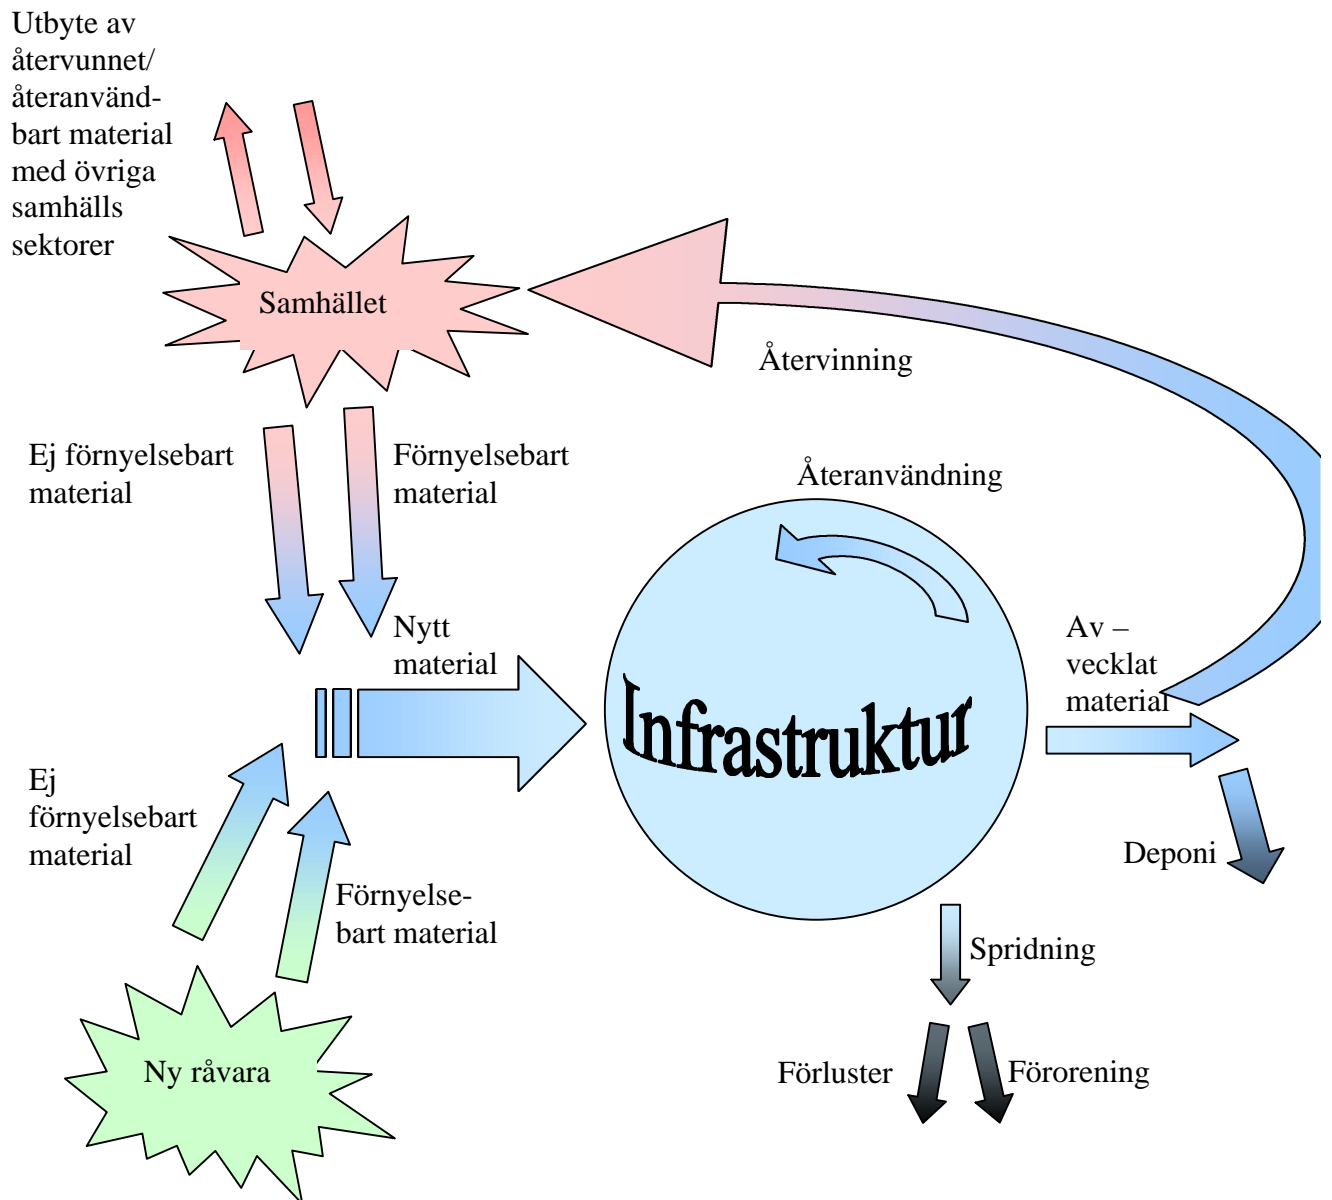 Utbyte av
återvunnet/
återanvänd-
bart material
med övriga
samhälls
sektorer
Samhället
Återvinning
Ej förnyelsebart
material
Förnyelsebart
material
Återanvändning
Nytt
material
Av –
vecklat
material
Infrastruktur
Ej
förnyelsebart
material
Deponi
Förnyelse-
bart material
Spridning
Ny råvara
Förluster
Förorening